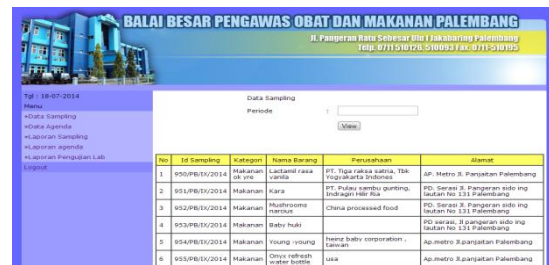 BALAI BESAR PENGAWAS OBAT DAN MAKANAN PALEMBANG
Jl. Pangeran Ratu Seberang Ulu I Jakabaring Palembang
Telp. 0711 510126, 510093 Fax. 0711-510195
Tgl : 18-07-2014
Menu
»Data Sampling
»Data Agenda
»Laporan Sampling
»Laporan agenda
»Laporan Pengujian Lab
Logout
Data Sampling
Periode :
View
No Id Sampling Kategori Nama Barang Perusahaan Alamat
1 950/PB/IX/2014 Makanan ok yre Lactamil rasa vanila PT. Tiga raksa satria, Tbk Yogyakarta Indones AP. Metro Jl. Panjaitan Palembang
2 951/PB/IX/2014 Makanan Kara PT. Pulau sambu gunting, Indragiri Hilir Ria PD. Serasi Jl. Pangeran sido ing lautan No 131 Palembang
3 952/PB/IX/2014 Makanan Mushrooms narsus China processed food PD. Serasi Jl. Pangeran sido ing lautan No 131 Palembang
4 953/PB/IX/2014 Makanan Baby huki PD serasi, Jl pangeran sido ing lautan No 131 Palembang
5 954/PB/IX/2014 Makanan Young -young heinz baby corporation , taiwan Ap.metro Jl.panjaitan Palembang
6 955/PB/IX/2014 Makanan Onyx refresh water bottle usa Ap.metro Jl.panjaitan Palembang